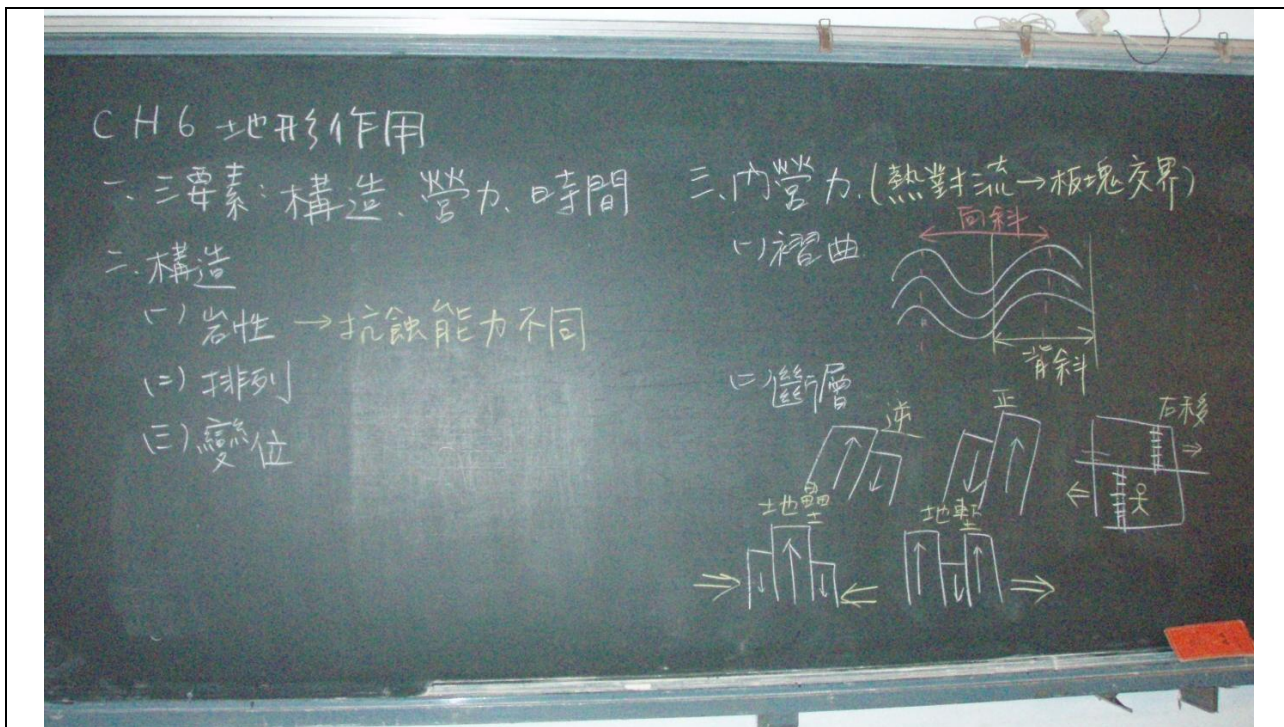 CH6 地形作用
一、三要素:構造、營力、時間
二、構造
(一)岩性 →抗蝕能力不同
(二)排列
(三)變位
三、內營力.(熱對流→板塊交界)
(一)褶曲
向斜
背斜
(二)斷層
逆
正
右移
地壘
地塹